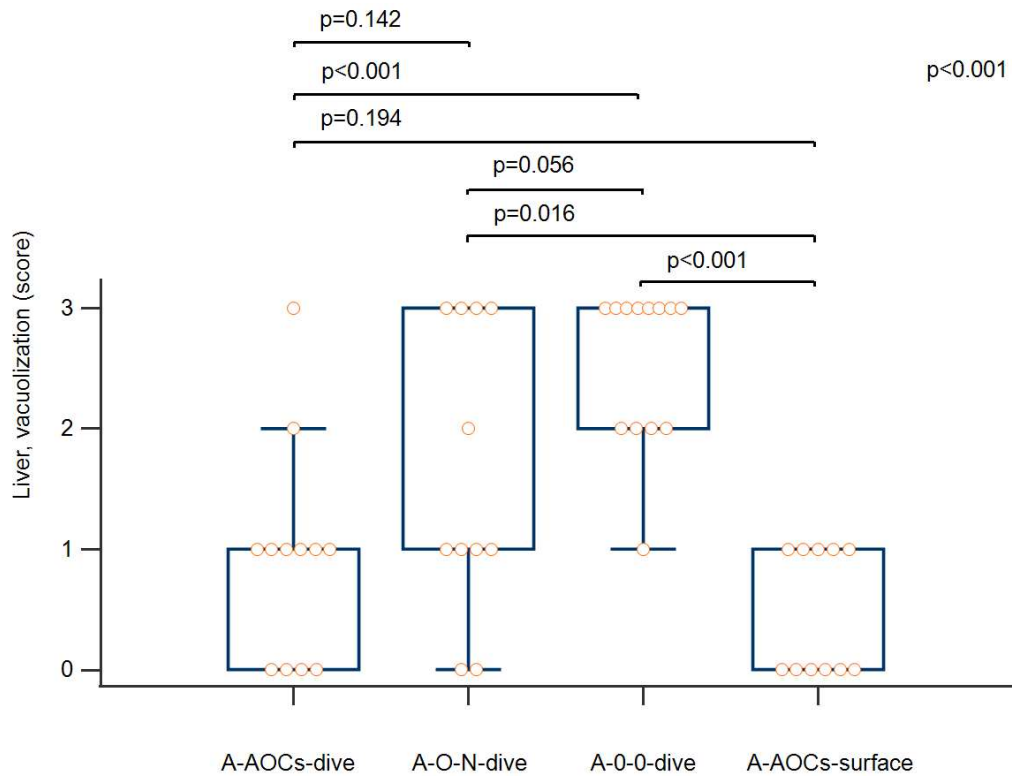 p=0.142
p<0.001
p<0.001
p=0.194
p=0.056
p=0.016
p<0.001
Liver, vacuolization (score)
3
2
1
0
A-AOCs-dive
A-O-N-dive
A-0-0-dive
A-AOCs-surface